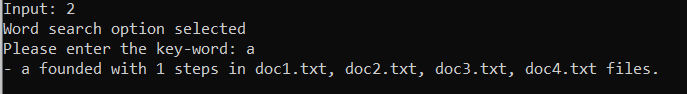 Input: 2
Word search option selected
Please enter the key-word: a
- a founded with 1 steps in doc1.txt, doc2.txt, doc3.txt, doc4.txt files.